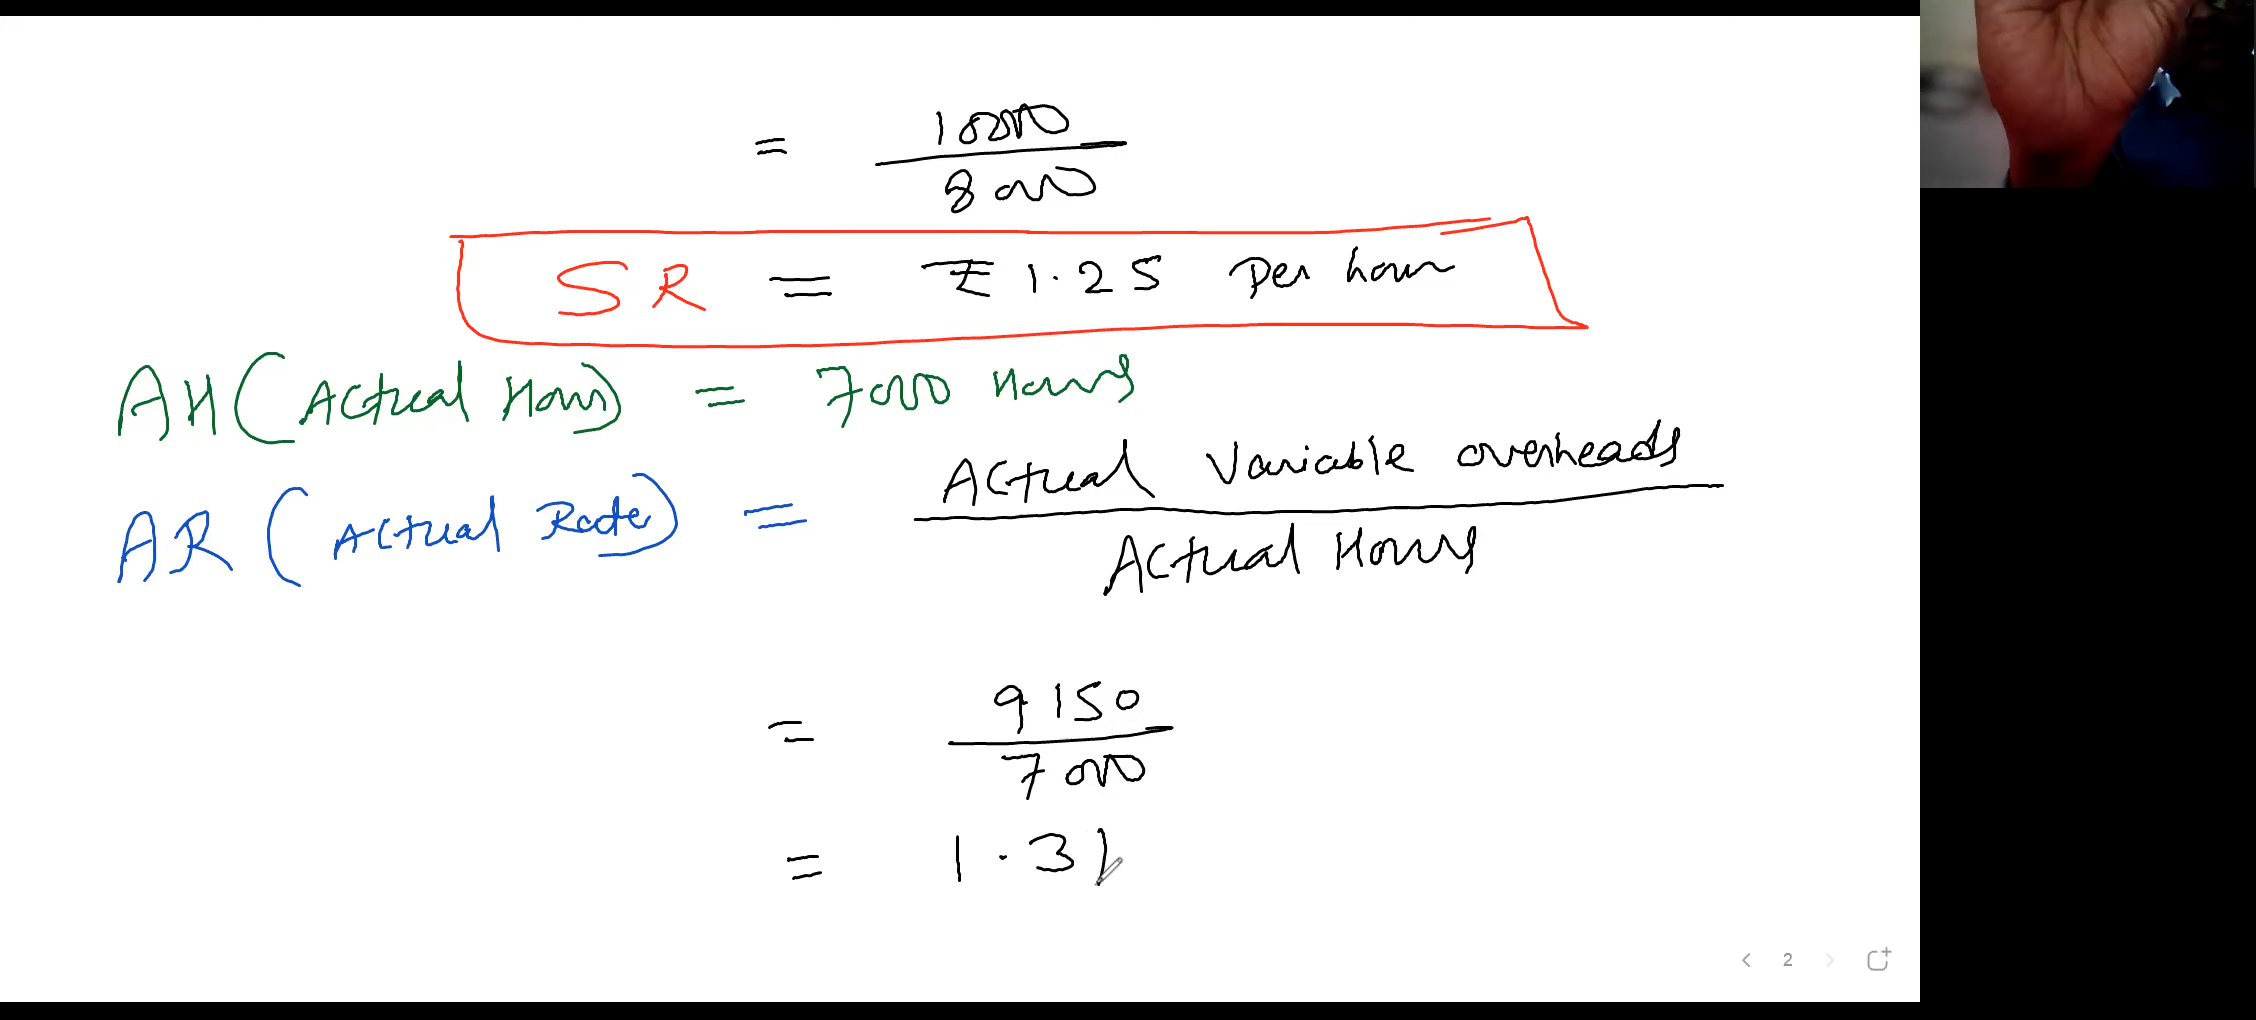 = 10000
8000
SR = ₹ 1.25 Per hour
AH (Actual Hours) = 7000 Hours
AR (Actual Rate) = Actual Variable overheads
Actual Hours
= 9150
7000
= 1.31
< 2 >